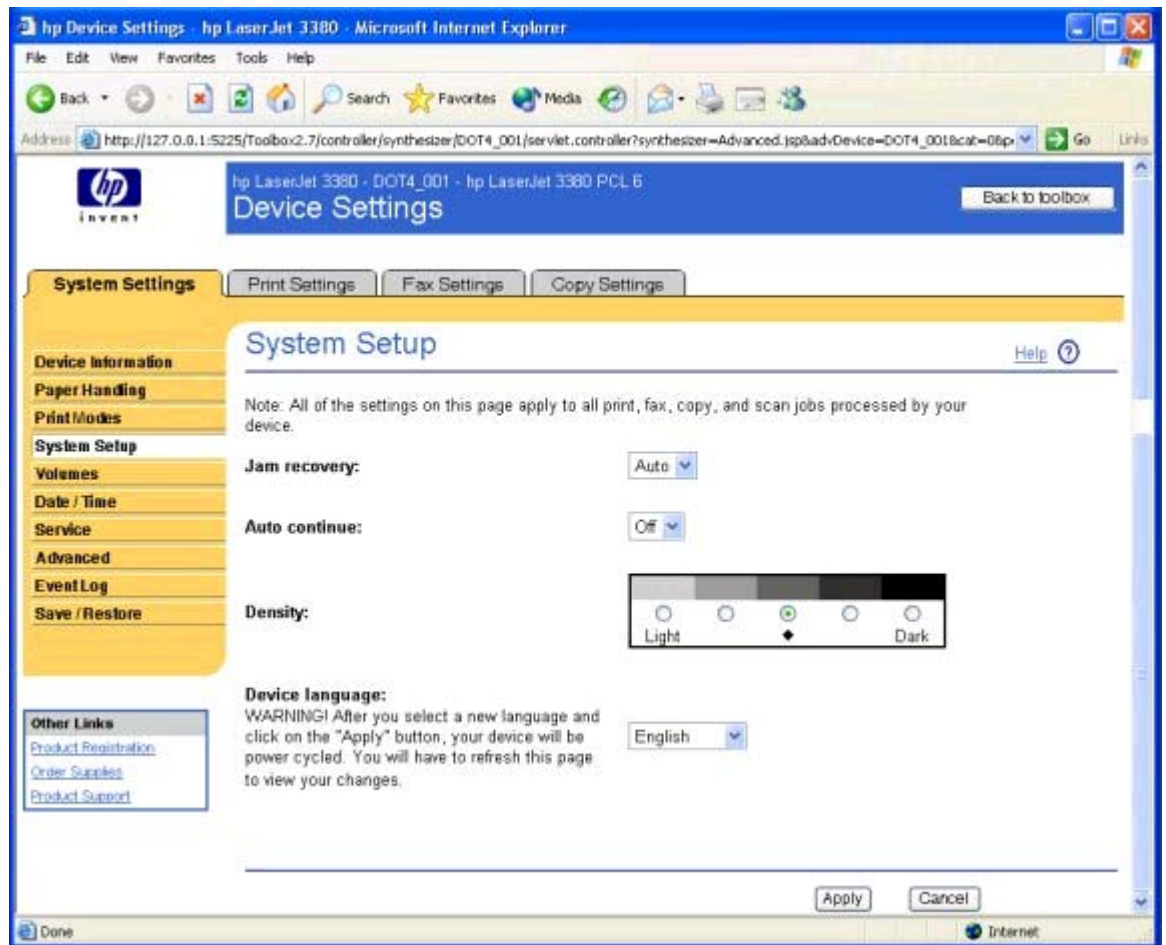 hp Device Settings - hp LaserJet 3380 - Microsoft Internet Explorer
File Edit View Favorites Tools Help
Back Search Favorites Media
Address http://127.0.0.1:5225/Toolbox2.7/controller/synthesizer/DOT4_001/servlet.controller?synthesizer=Advanced.jsp&advDevice=DOT4_001&cat=0&p Go Links
hp
invent
hp LaserJet 3380 - DOT4_001 - hp LaserJet 3380 PCL 6
Device Settings
Back to toolbox
System Settings Print Settings Fax Settings Copy Settings
System Setup
Help ?
Device Information
Paper Handling
Print Modes
System Setup
Volumes
Date / Time
Service
Advanced
Event Log
Save / Restore
Other Links
Product Registration
Order Supplies
Product Support
Note: All of the settings on this page apply to all print, fax, copy, and scan jobs processed by your
device.
Jam recovery: Auto
Auto continue: Off
Density:
Light Dark
Device language:
WARNING! After you select a new language and
click on the "Apply" button, your device will be
power cycled. You will have to refresh this page
to view your changes.
English
Apply Cancel
Done Internet